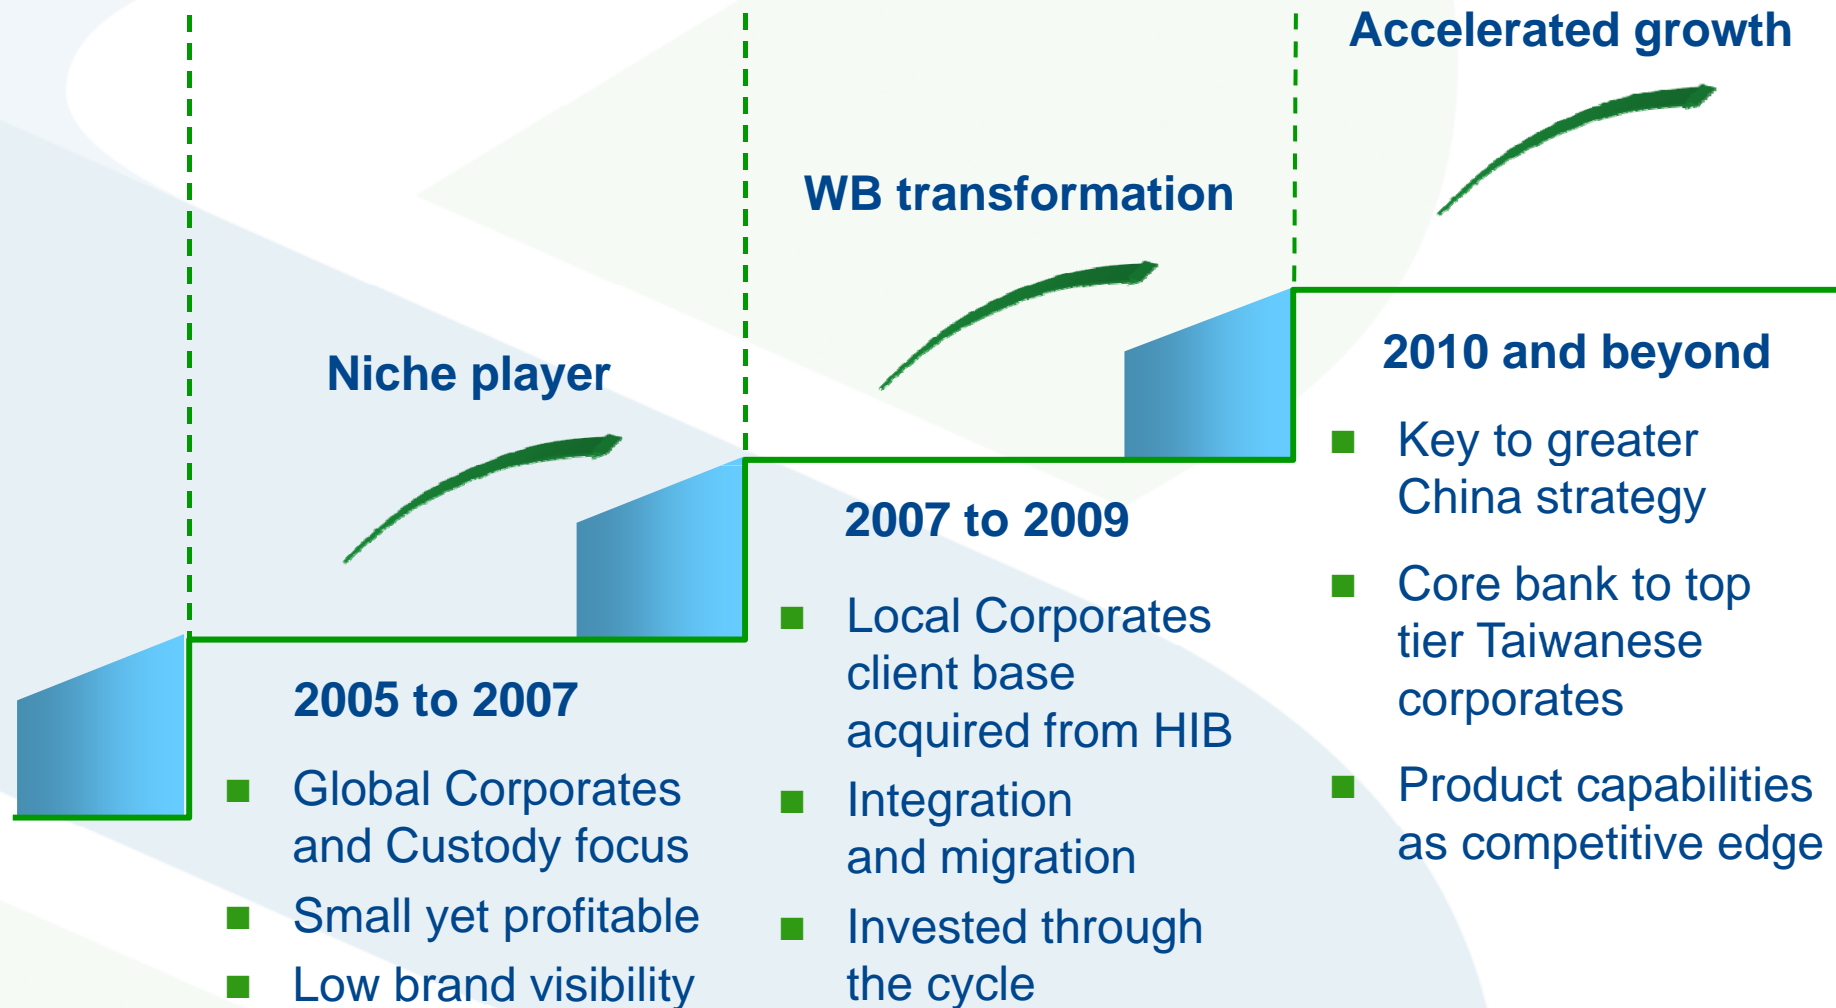 Niche player
2005 to 2007
Global Corporates
and Custody focus
Small yet profitable
Low brand visibility
WB transformation
2007 to 2009
Local Corporates
client base
acquired from HIB
Integration
and migration
Invested through
the cycle
Accelerated growth
2010 and beyond
Key to greater
China strategy
Core bank to top
tier Taiwanese
corporates
Product capabilities
as competitive edge